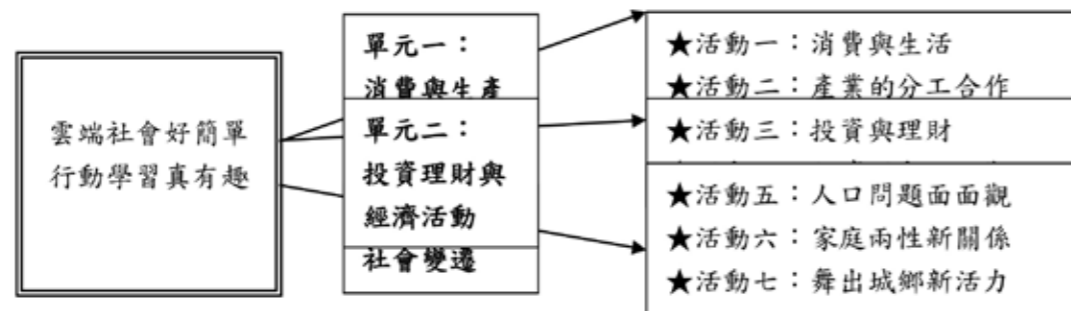 雲端社會好簡單
行動學習真有趣
單元一：
消費與生產
單元二：
投資理財與
經濟活動
社會變遷
★活動一：消費與生活
★活動二：產業的分工合作
★活動三：投資與理財
★活動五：人口問題面面觀
★活動六：家庭兩性新關係
★活動七：舞出城鄉新活力